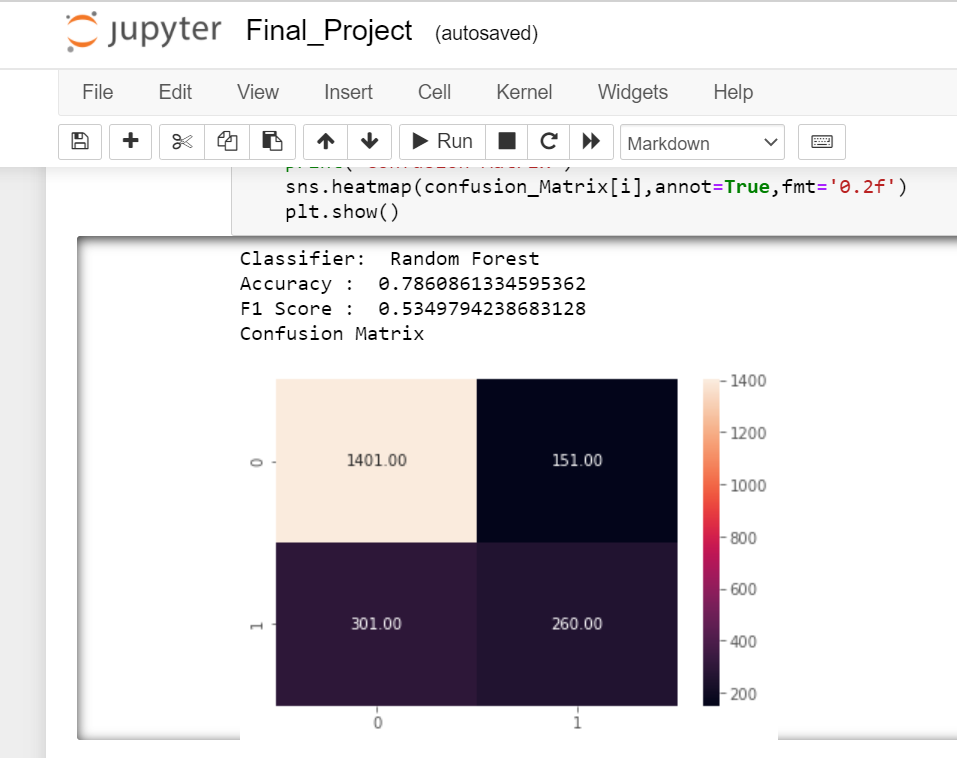 jupyter Final_Project (autosaved)
File Edit View Insert Cell Kernel Widgets Help
Run Markdown
sns.heatmap(confusion_Matrix[i],annot=True,fmt='0.2f')
plt.show()
Classifier:  Random Forest
Accuracy :  0.7860861334595362
F1 Score :  0.5349794238683128
Confusion Matrix
1400
1200
0 1401.00 151.00
1000
800
600
1 301.00 260.00
400
200
0 1